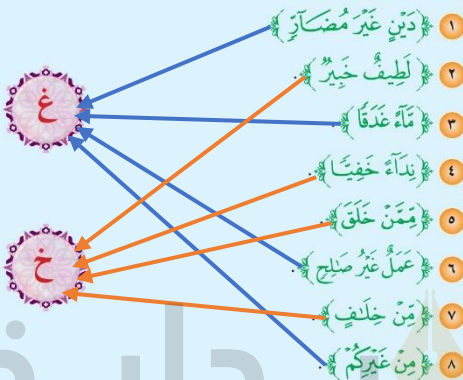 ١ ﴿دَيْنٍ غَيْرَ مُضَآرٍّ﴾
٢ ﴿لَطِيفٌ خَبِيرٌ﴾.
٣ ﴿مَّآءً غَدَقًا﴾.
٤ ﴿نِدَآءً خَفِيًّا﴾.
٥ ﴿مِّمَّنْ خَلَقَ﴾.
٦ ﴿عَمَلٌ غَيْرُ صَٰلِحٍ﴾.
٧ ﴿مِّنْ خِلَٰفٍ﴾.
٨ ﴿مِنْ غَيْرِكُمْ﴾.
غ
خ